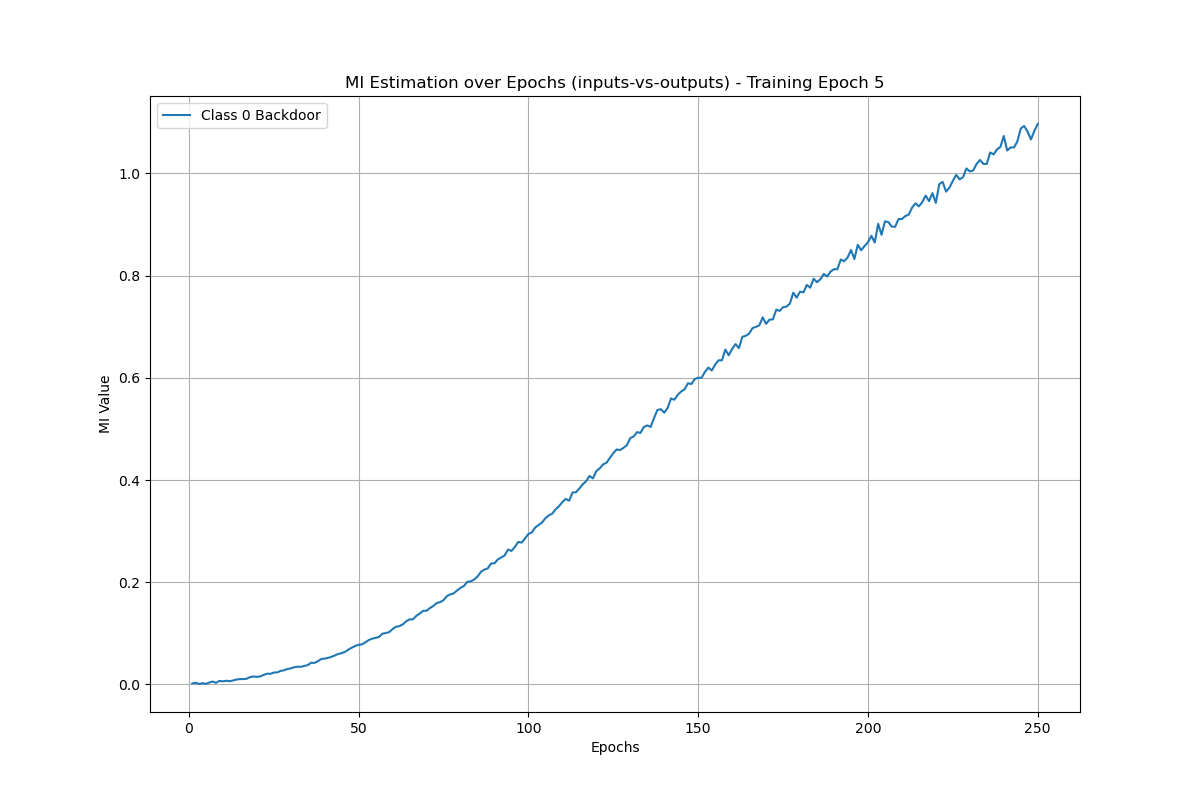 MI Estimation over Epochs (inputs-vs-outputs) - Training Epoch 5
Class 0 Backdoor
MI Value
1.0
0.8
0.6
0.4
0.2
0.0
0 50 100 150 200 250
Epochs